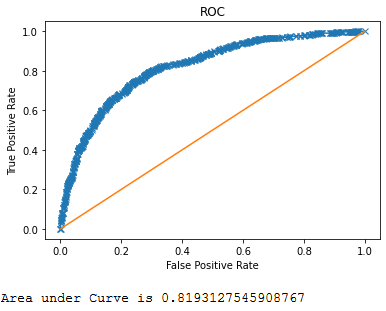 ROC
1.0
0.8
0.6
0.4
0.2
0.0
True Positive Rate
0.0 0.2 0.4 0.6 0.8 1.0
False Positive Rate
Area under Curve is 0.8193127545908767